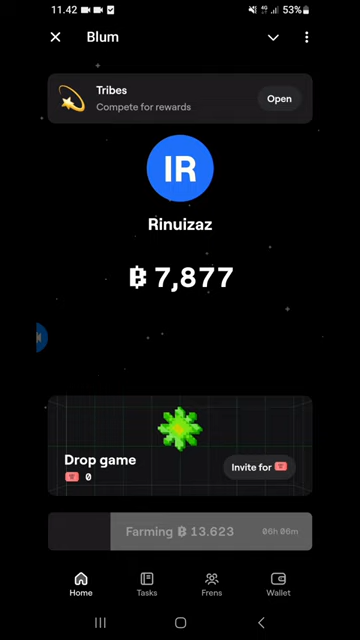 11.42
53%
Blum
Tribes
Compete for rewards
Open
IR
Rinuizaz
7,877
Drop game
0
Invite for
Farming 13.623
06h 06m
Home
Tasks
Frens
Wallet